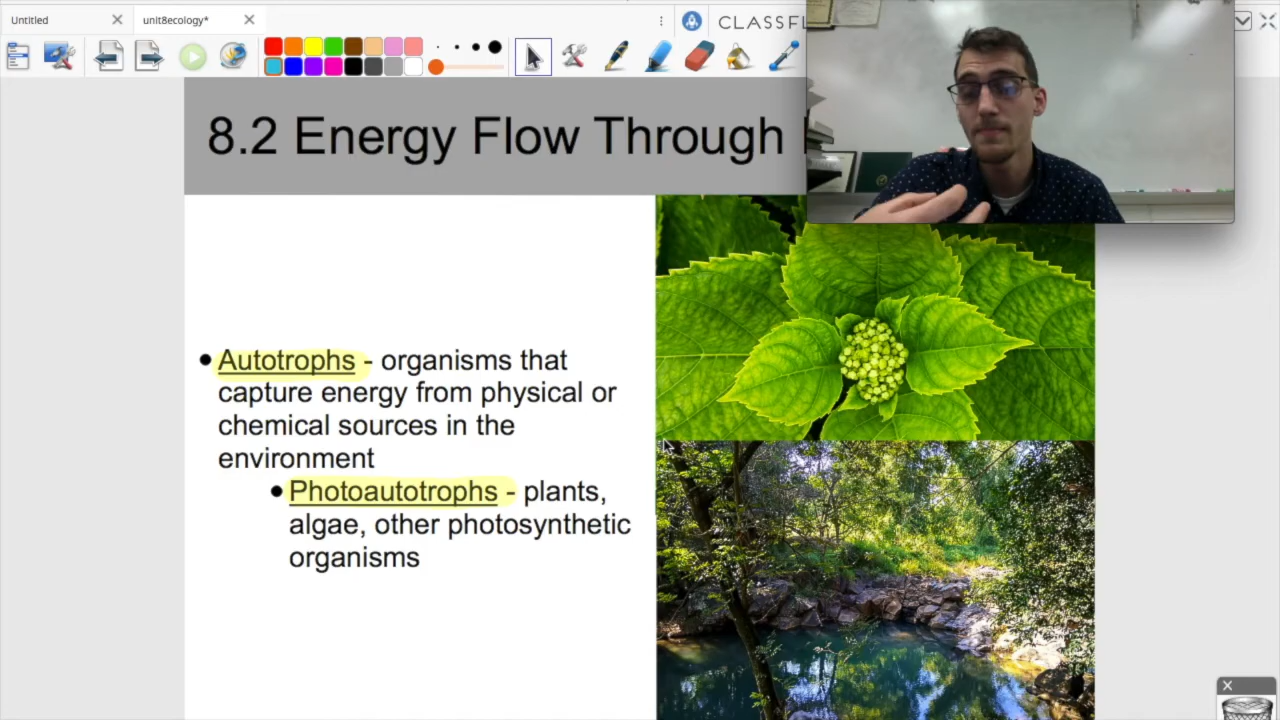 Untitled
unit8ecology*
CLASSFL
8.2 Energy Flow Through
Autotrophs - organisms that
capture energy from physical or
chemical sources in the
environment
Photoautotrophs - plants,
algae, other photosynthetic
organisms